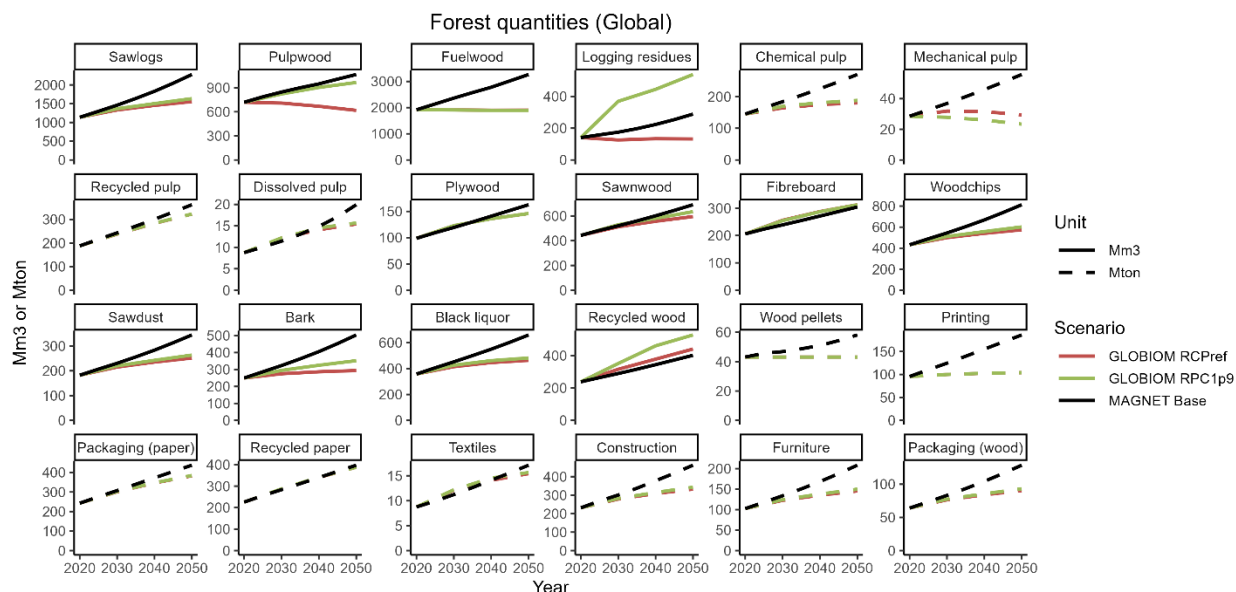 Forest quantities (Global)
Sawlogs Pulpwood Fuelwood Logging residues Chemical pulp Mechanical pulp
2000 1500 1000 500 0
900 600 300 0
3000 2000 1000 0
400 200 0
200 100 0
40 20 0
Recycled pulp Dissolved pulp Plywood Sawnwood Fibreboard Woodchips
300 200 100 0
20 15 10 5 0
150 100 50 0
600 400 200 0
300 200 100 0
800 600 400 200 0
Sawdust Bark Black liquor Recycled wood Wood pellets Printing
300 200 100 0
500 400 300 200 100 0
600 400 200 0
400 200 0
60 40 20 0
150 100 50 0
Packaging (paper) Recycled paper Textiles Construction Furniture Packaging (wood)
400 300 200 100 0
400 300 200 100 0
15 10 5 0
400 300 200 100 0
200 150 100 50 0
100 50 0
2020 2030 2040 2050 2020 2030 2040 2050 2020 2030 2040 2050 2020 2030 2040 2050 2020 2030 2040 2050 2020 2030 2040 2050
Year
Mm3 or Mton
Unit
Mm3
Mton
Scenario
GLOBIOM RCPref
GLOBIOM RPC1p9
MAGNET Base